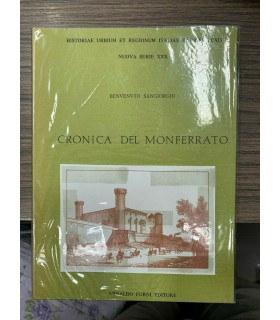 HISTORIAE URBIUM ET REGIONUM ITALIAE
NUOVA SERIE XXX
BENVENUTO SANGIORGIO
CRONICA DEL MONFERRATO
ARNALDO FORNI EDITORE